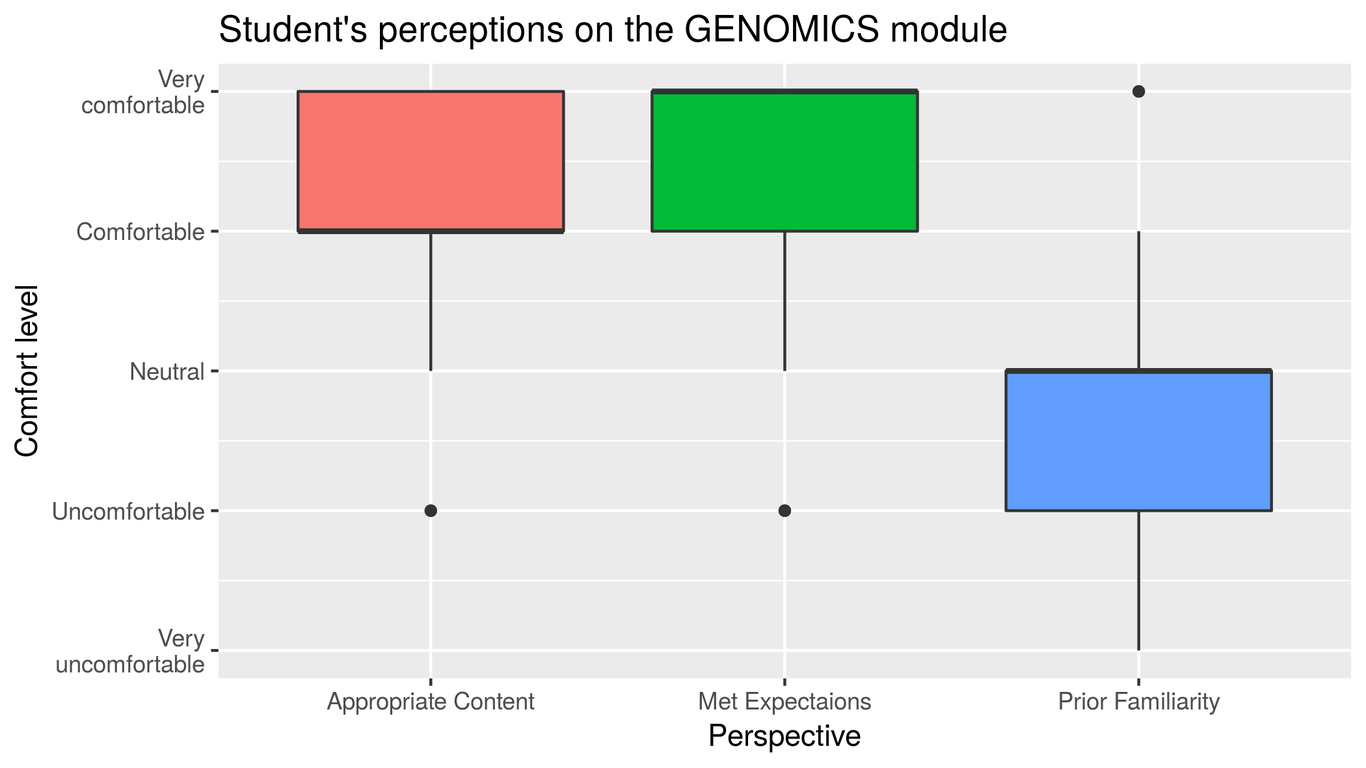 Student's perceptions on the GENOMICS module
Very
comfortable
Comfortable
Neutral
Uncomfortable
Very
uncomfortable
Comfort level
Appropriate Content
Met Expectaions
Prior Familiarity
Perspective